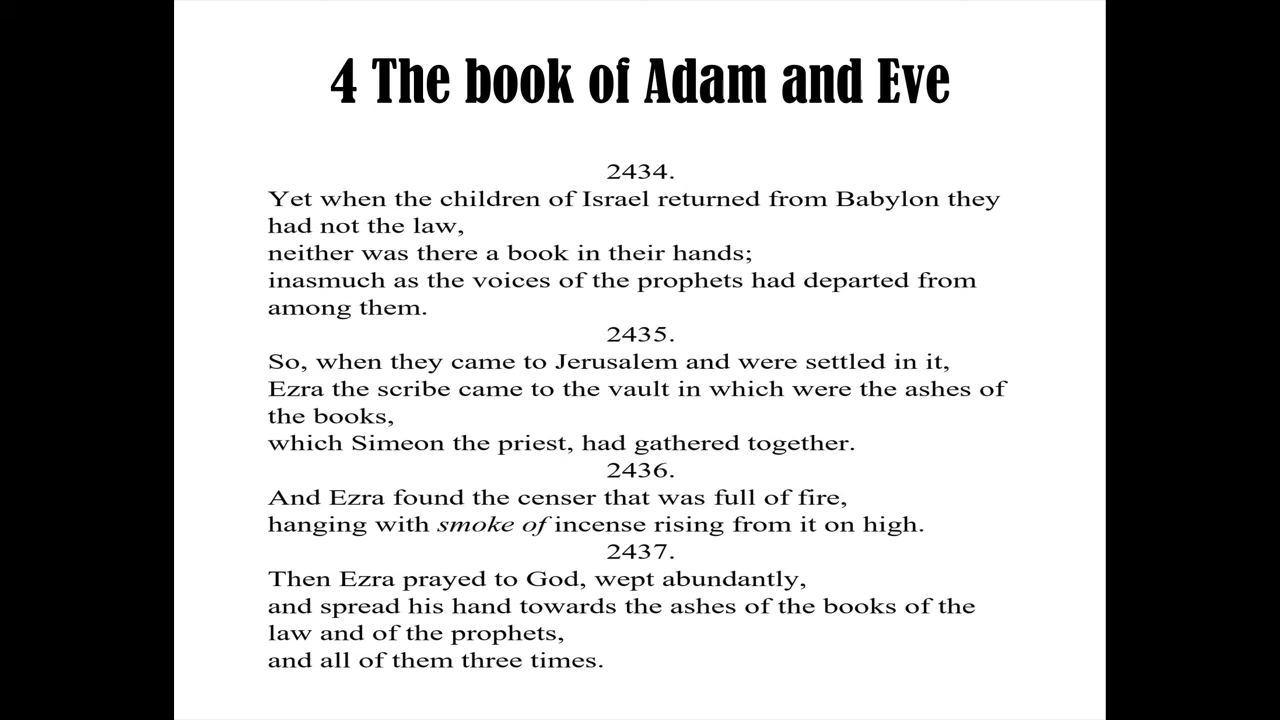 4 The book of Adam and Eve
2434.
Yet when the children of Israel returned from Babylon they
had not the law,
neither was there a book in their hands;
inasmuch as the voices of the prophets had departed from
among them.
2435.
So, when they came to Jerusalem and were settled in it,
Ezra the scribe came to the vault in which were the ashes of
the books,
which Simeon the priest, had gathered together.
2436.
And Ezra found the censer that was full of fire,
hanging with smoke of incense rising from it on high.
2437.
Then Ezra prayed to God, wept abundantly,
and spread his hand towards the ashes of the books of the
law and of the prophets,
and all of them three times.